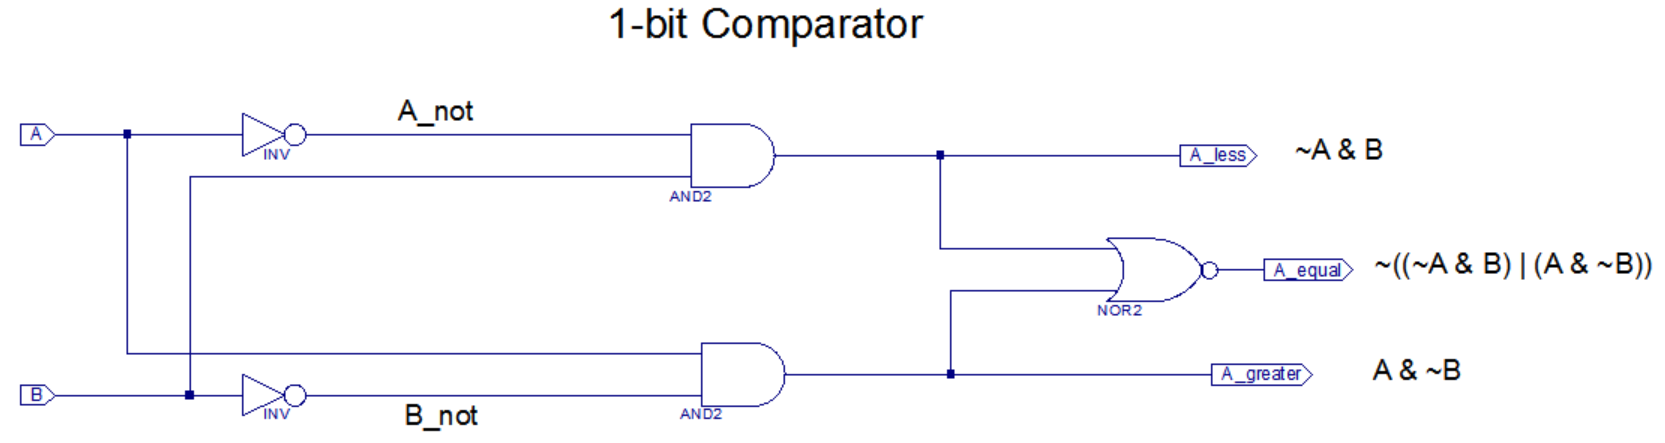 1-bit Comparator
A_not
A
INV
A_less
~A & B
AND2
A_equal
~((~A & B) | (A & ~B))
NOR2
A_greater
A & ~B
B
INV
B_not
AND2